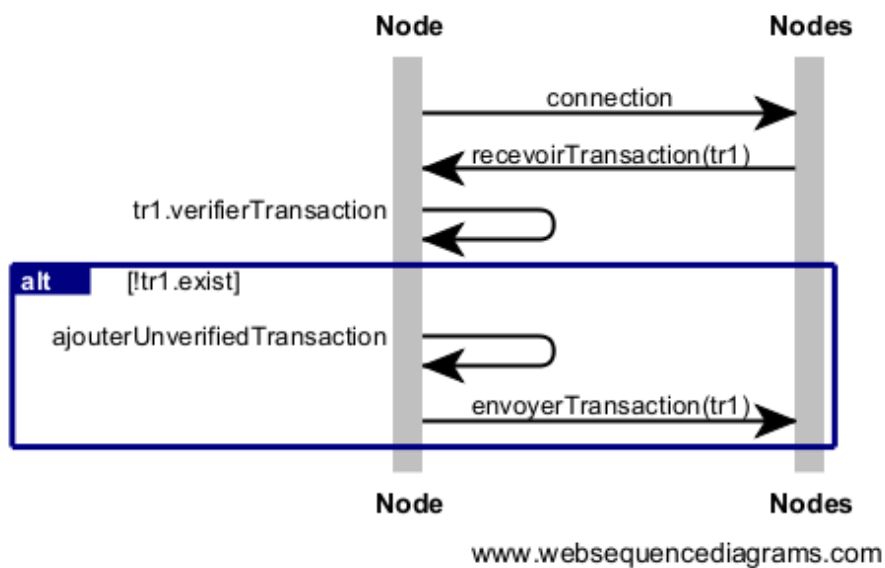 Node Nodes
connection
recevoirTransaction(tr1)
tr1.verifierTransaction
alt [!tr1.exist]
ajouterUnverifiedTransaction
envoyerTransaction(tr1)
Node Nodes
www.websequencediagrams.com